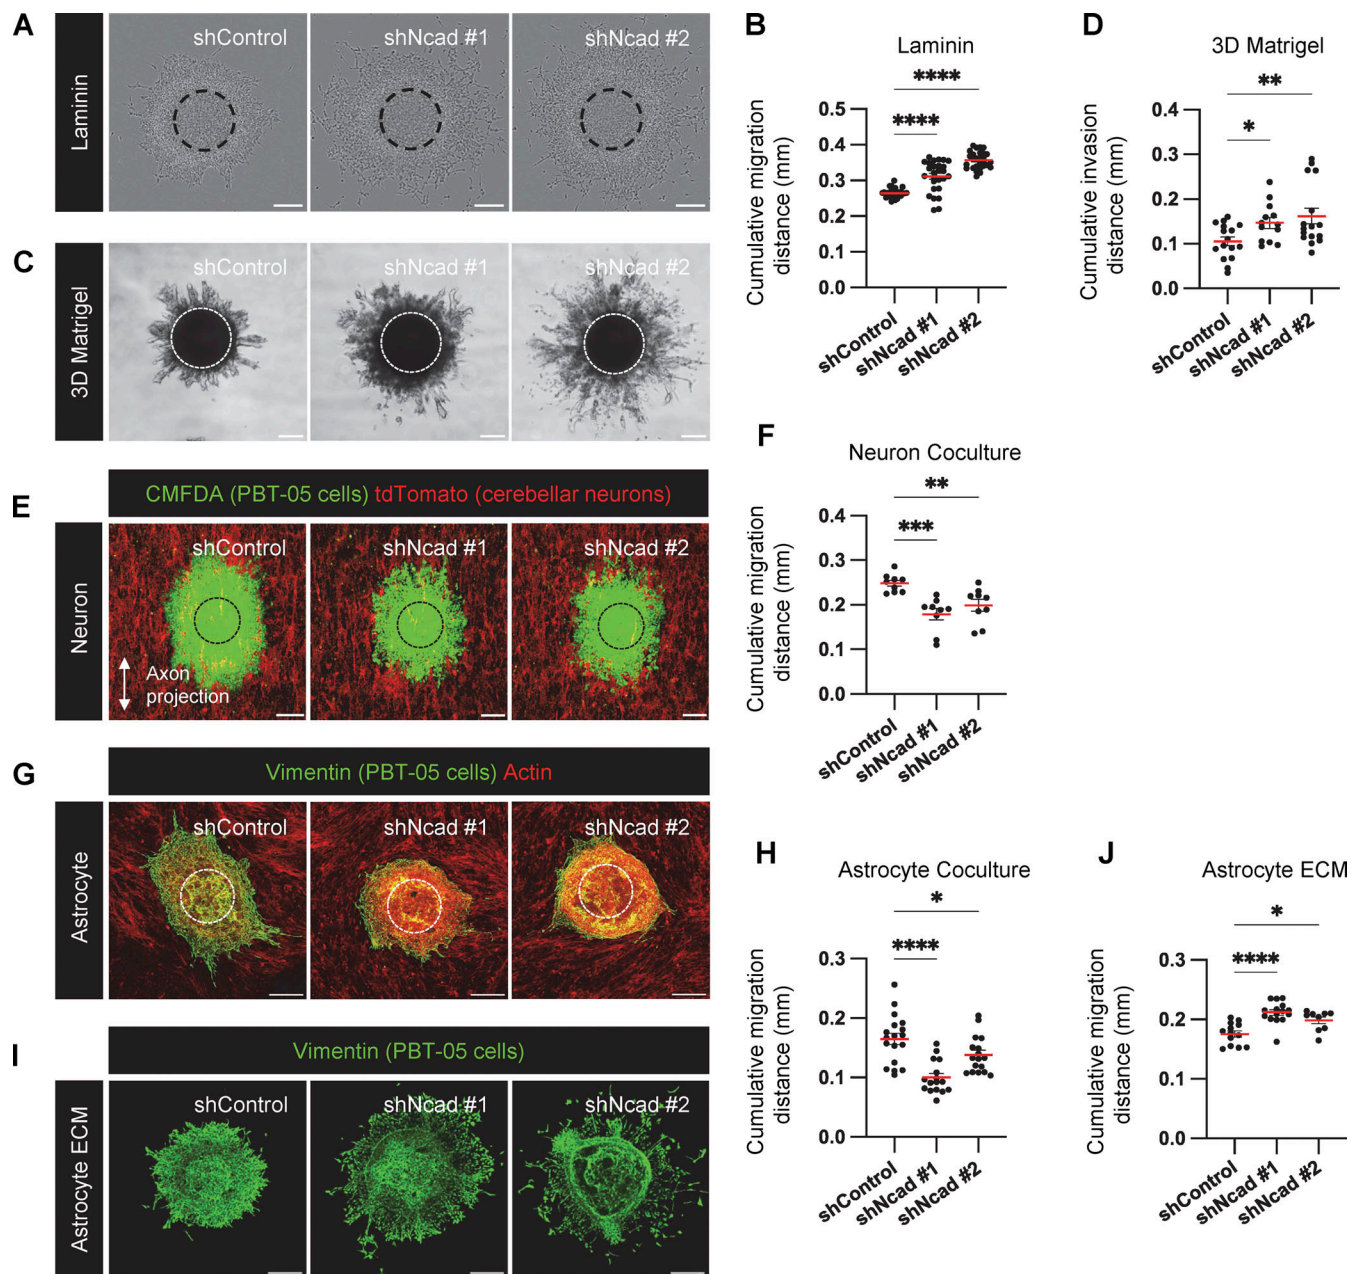 A
Laminin
shControl
shNcad #1
shNcad #2
B
Laminin
****
****
Cumulative migration
distance (mm)
0.5
0.4
0.3
0.2
0.1
0.0
shControl
shNcad #1
shNcad #2
D
3D Matrigel
**
*
Cumulative invasion
distance (mm)
0.4
0.3
0.2
0.1
0.0
shControl
shNcad #1
shNcad #2
C
3D Matrigel
shControl
shNcad #1
shNcad #2
E
CMFDA (PBT-05 cells) tdTomato (cerebellar neurons)
Neuron
shControl
shNcad #1
shNcad #2
Axon
projection
F
Neuron Coculture
**
***
Cumulative migration
distance (mm)
0.4
0.3
0.2
0.1
0.0
shControl
shNcad #1
shNcad #2
G
Vimentin (PBT-05 cells) Actin
Astrocyte
shControl
shNcad #1
shNcad #2
H
Astrocyte Coculture
*
****
Cumulative migration
distance (mm)
0.3
0.2
0.1
0.0
shControl
shNcad #1
shNcad #2
J
Astrocyte ECM
*
****
Cumulative migration
distance (mm)
0.3
0.2
0.1
0.0
shControl
shNcad #1
shNcad #2
I
Vimentin (PBT-05 cells)
Astrocyte ECM
shControl
shNcad #1
shNcad #2